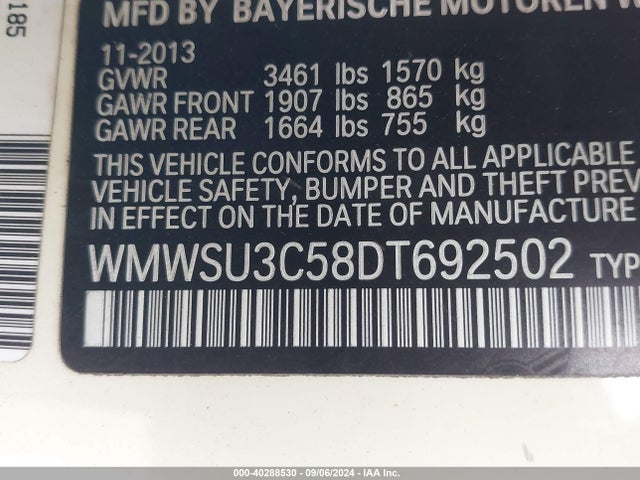 185
MFD BY BAYERISCHE MOTOREN W
11-2013
GVWR 3461 lbs 1570 kg
GAWR FRONT 1907 lbs 865 kg
GAWR REAR 1664 lbs 755 kg
THIS VEHICLE CONFORMS TO ALL APPLICABLE
VEHICLE SAFETY, BUMPER AND THEFT PREV
IN EFFECT ON THE DATE OF MANUFACTURE
WMWSU3C58DT692502 TYP
000-40288530 - 09/06/2024 - IAA Inc.